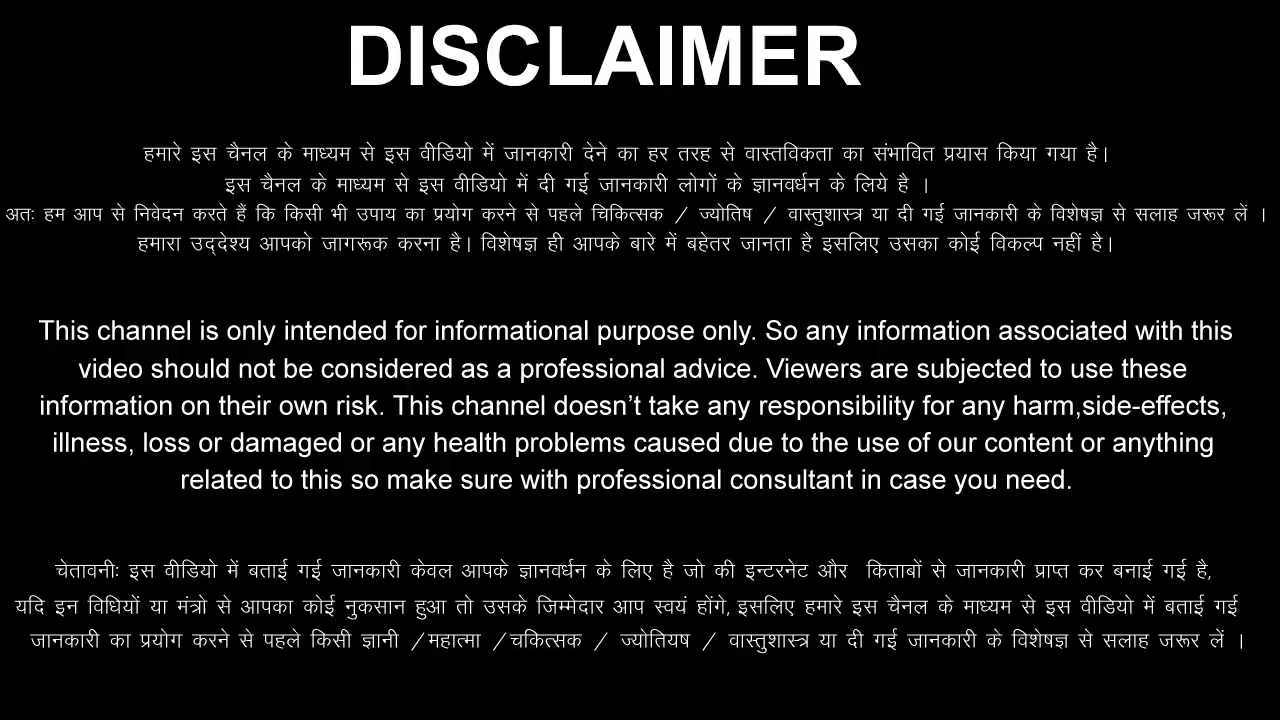 DISCLAIMER
हमारे इस चैनल के माध्यम से इस वीडियो में जानकारी देने का हर तरह से वास्तविकता का संभावित प्रयास किया गया है।
इस चैनल के माध्यम से इस वीडियो में दी गई जानकारी लोगों के ज्ञानवर्धन के लिये है ।
अतः हम आप से निवेदन करते हैं कि किसी भी उपाय का प्रयोग करने से पहले चिकित्सक / ज्योतिष / वास्तुशास्त्र या दी गई जानकारी के विशेषज्ञ से सलाह जरूर लें ।
हमारा उद्देश्य आपको जागरूक करना है। विशेषज्ञ ही आपके बारे में बहेतर जानता है इसलिए उसका कोई विकल्प नहीं है।
This channel is only intended for informational purpose only. So any information associated with this
video should not be considered as a professional advice. Viewers are subjected to use these
information on their own risk. This channel doesn’t take any responsibility for any harm,side-effects,
illness, loss or damaged or any health problems caused due to the use of our content or anything
related to this so make sure with professional consultant in case you need.
चेतावनीः इस वीडियो में बताई गई जानकारी केवल आपके ज्ञानवर्धन के लिए है जो की इन्टरनेट और किताबों से जानकारी प्राप्त कर बनाई गई है,
यदि इन विधियों या मंत्रो से आपका कोई नुकसान हुआ तो उसके जिम्मेदार आप स्वयं होंगे, इसलिए हमारे इस चैनल के माध्यम से इस वीडियो में बताई गई
जानकारी का प्रयोग करने से पहले किसी ज्ञानी /महात्मा /चकित्सक / ज्योतियष / वास्तुशास्त्र या दी गई जानकारी के विशेषज्ञ से सलाह जरूर लें ।